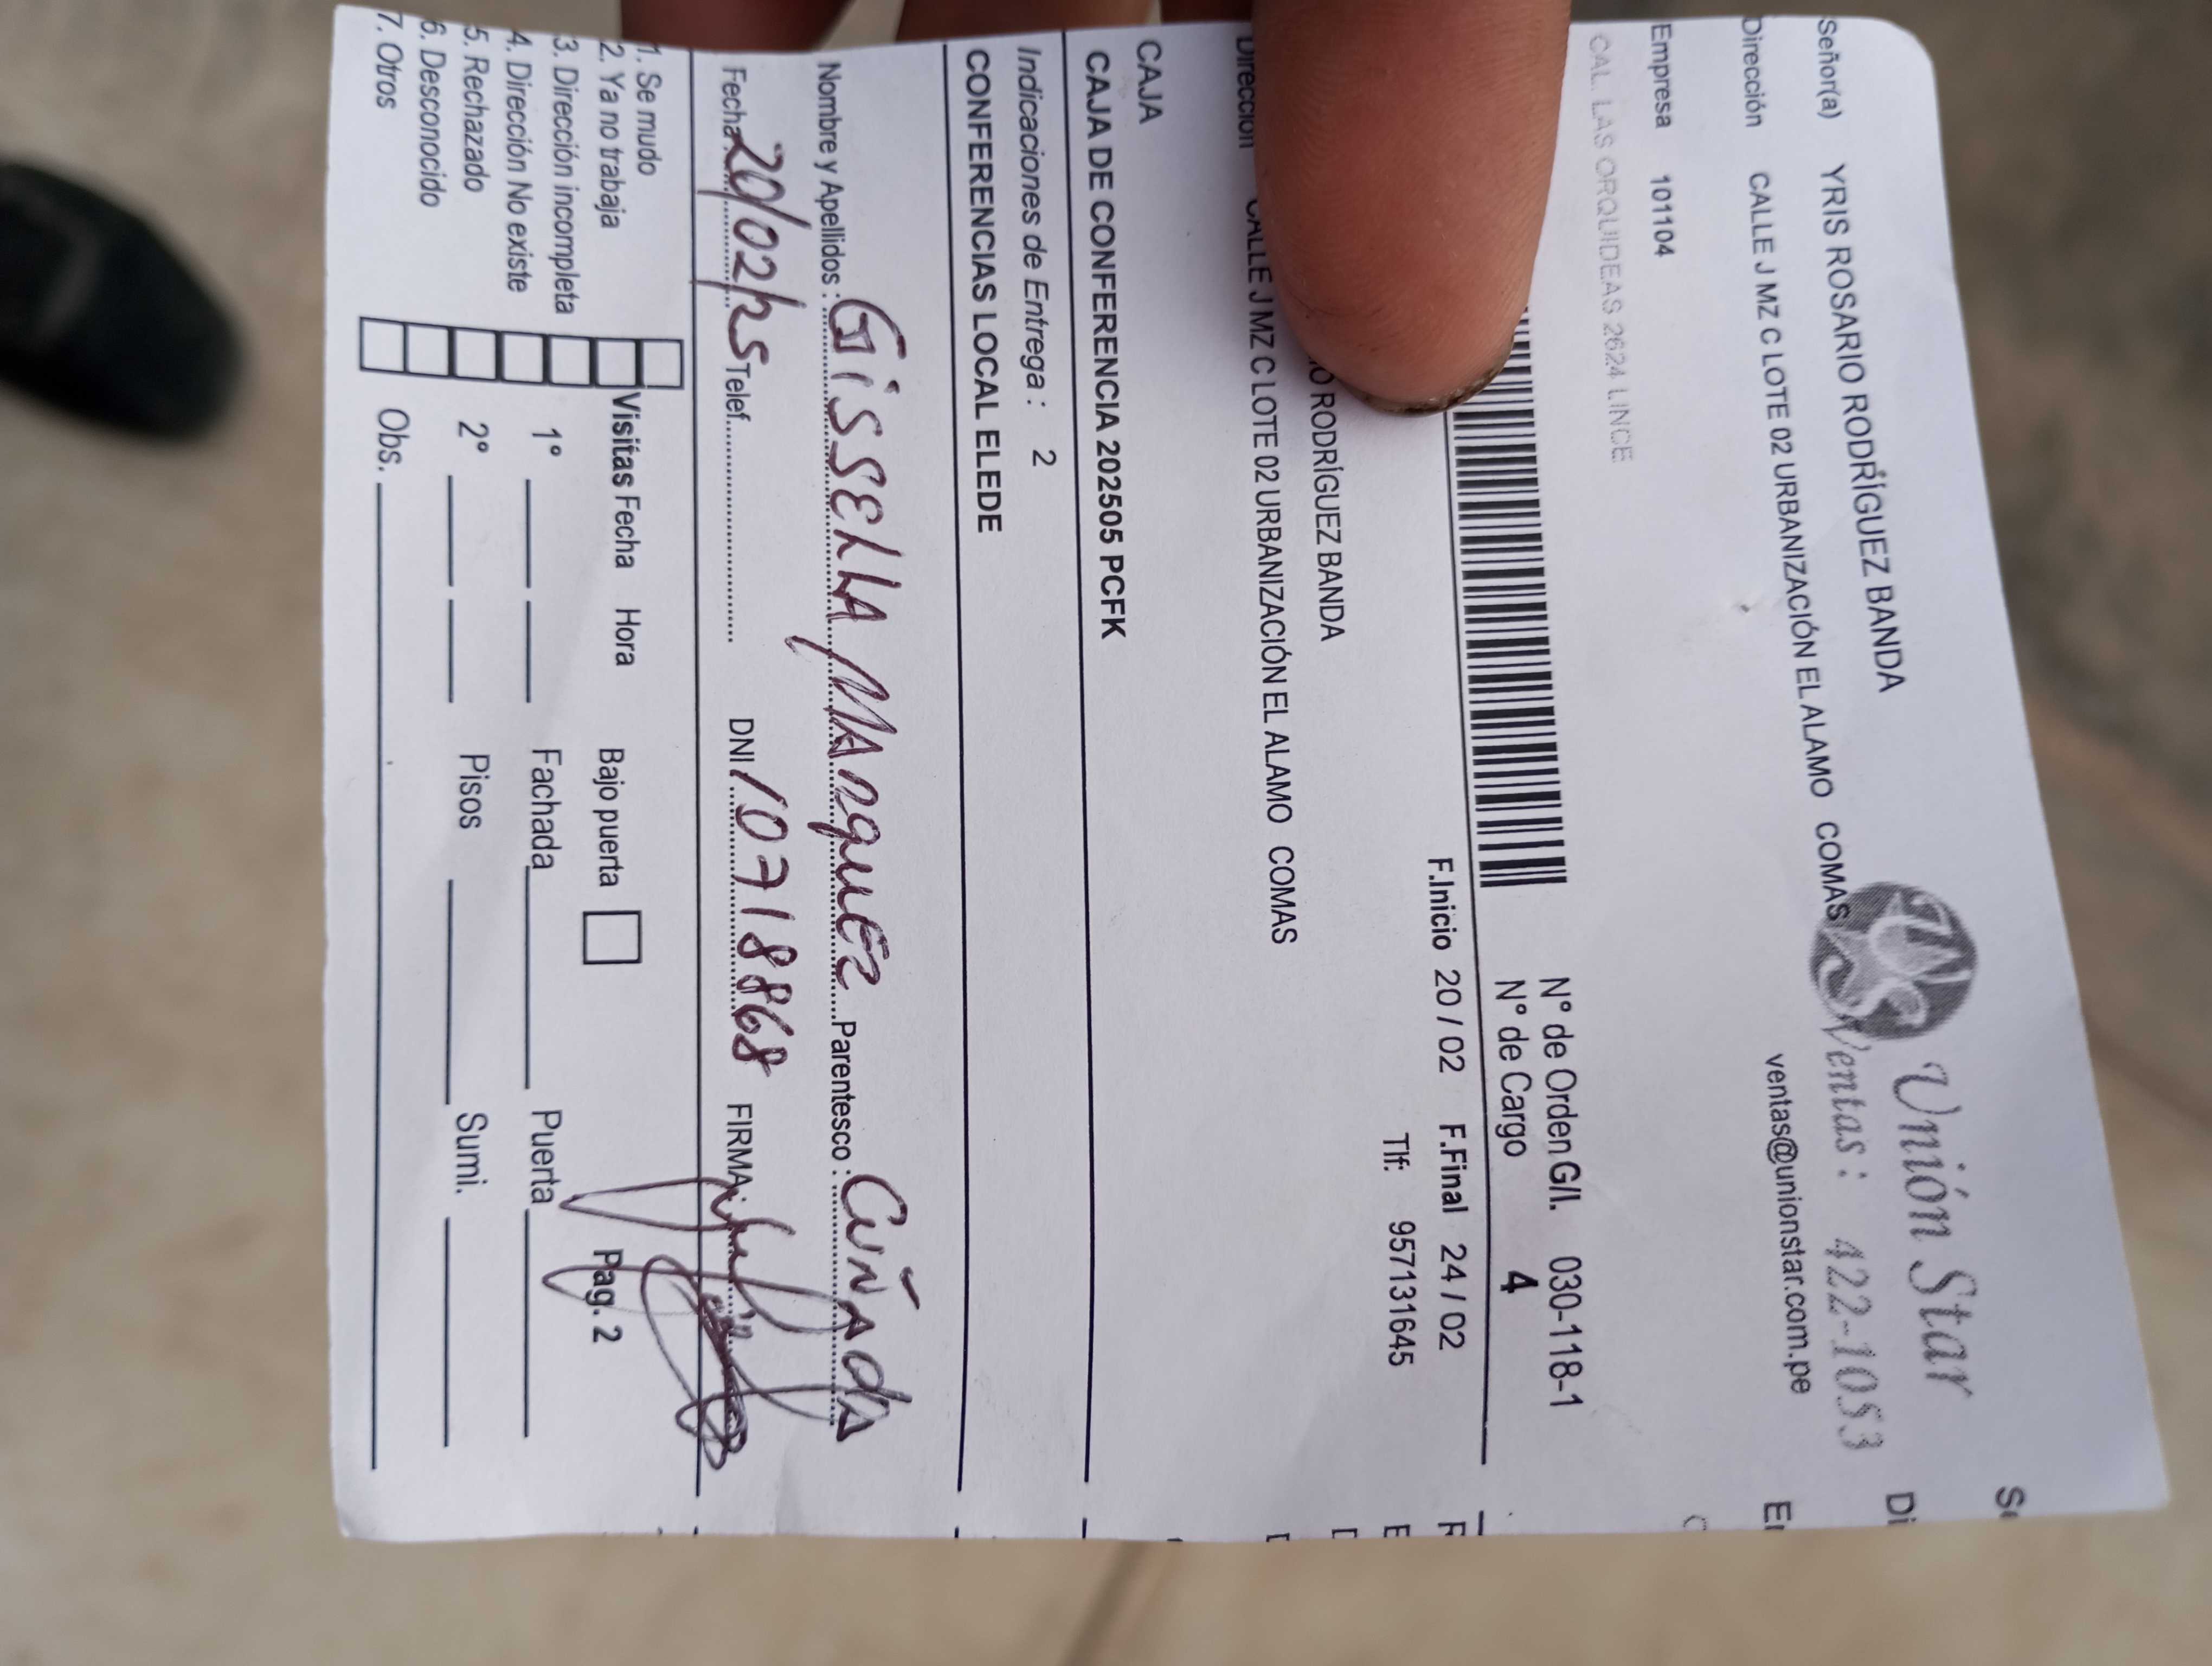 Unión Star
Señor(a) YRIS ROSARIO RODRÍGUEZ BANDA
Ventas: 422-1053
Dirección CALLE J MZ C LOTE 02 URBANIZACIÓN EL ALAMO COMAS
ventas@unionstar.com.pe
Empresa 101104
CAL. LAS ORQUIDEAS 2624 LINCE
N° de Orden G/I. 030-118-1
N° de Cargo 4
F.Inicio 20 / 02 F.Final 24 / 02
RODRÍGUEZ BANDA Tlf: 957131645
Dirección CALLE J MZ C LOTE 02 URBANIZACIÓN EL ALAMO COMAS
CAJA
CAJA DE CONFERENCIA 202505 PCFK
Indicaciones de Entrega : 2
CONFERENCIAS LOCAL ELEDE
Nombre y Apellidos : GISSELLA MARQUEZ Parentesco : CUÑADA
Fecha 20/02/25 Telef. DNI 10718868 FIRMA:
1. Se mudo
2. Ya no trabaja Visitas Fecha Hora Bajo puerta Pag. 2
3. Dirección incompleta
4. Dirección No existe 1° Fachada Puerta
5. Rechazado 2° Pisos Sumi.
6. Desconocido
7. Otros Obs.